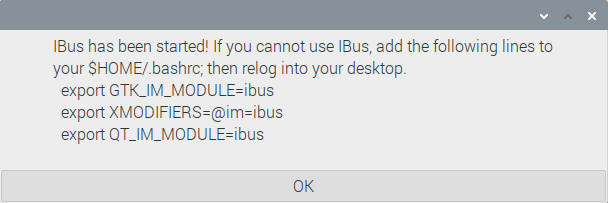 IBus has been started! If you cannot use IBus, add the following lines to
your $HOME/.bashrc; then relog into your desktop.
export GTK_IM_MODULE=ibus
export XMODIFIERS=@im=ibus
export QT_IM_MODULE=ibus
OK